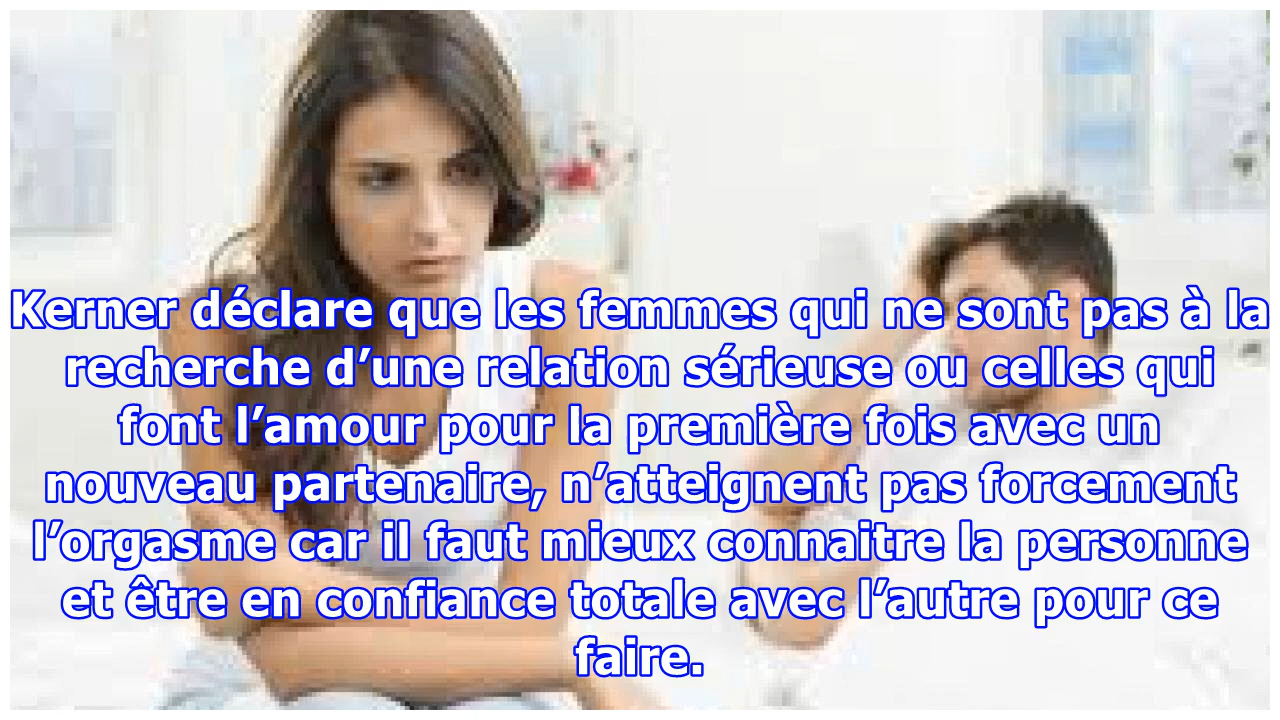 Kerner déclare que les femmes qui ne sont pas à la
recherche d’une relation sérieuse ou celles qui
font l’amour pour la première fois avec un
nouveau partenaire, n’atteignent pas forcement
l’orgasme car il faut mieux connaitre la personne
et être en confiance totale avec l’autre pour ce
faire.